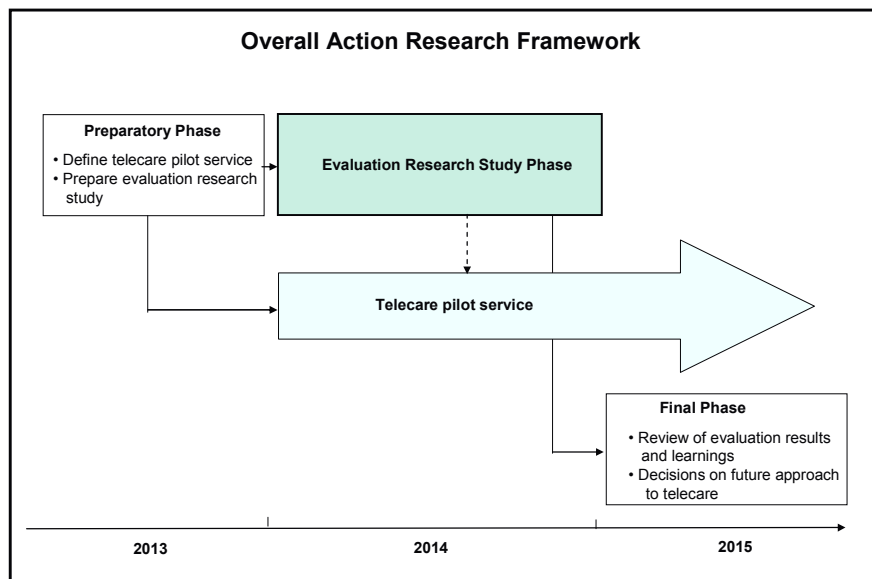 Overall Action Research Framework
Preparatory Phase
• Define telecare pilot service
• Prepare evaluation research
study
Evaluation Research Study Phase
Telecare pilot service
Final Phase
• Review of evaluation results
and learnings
• Decisions on future approach
to telecare
2013
2014
2015